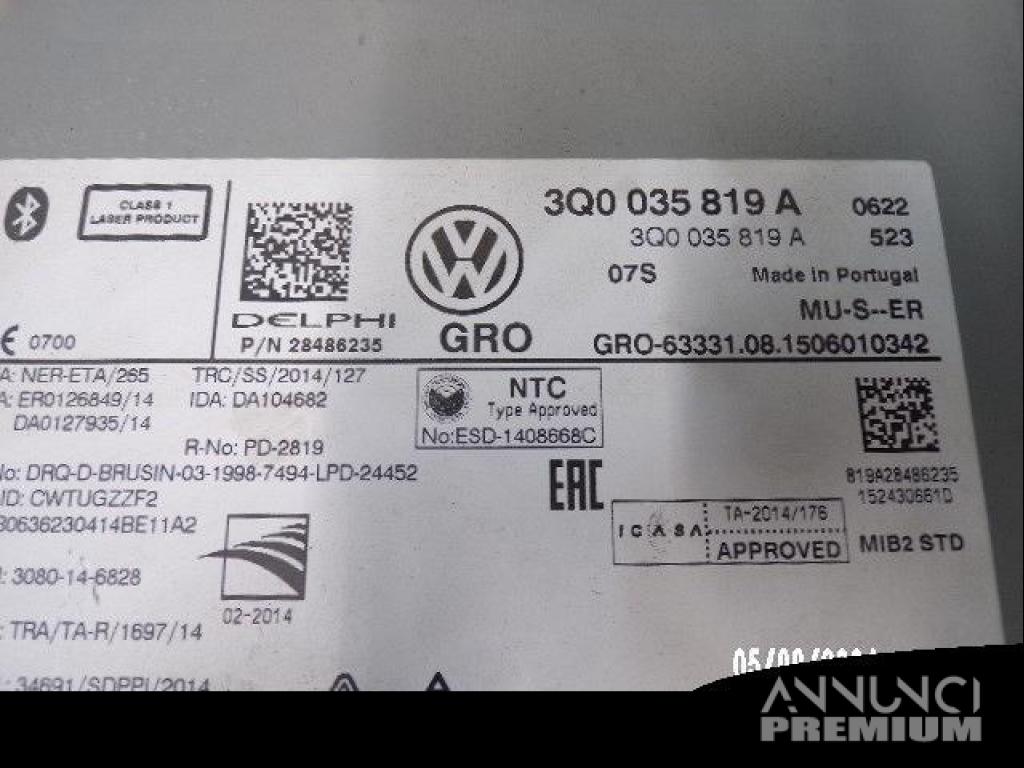 CLASS 1
LASER PRODUCT
3Q0 035 819 A 0622
3Q0 035 819 A 523
07S Made in Portugal
DELPHI
P/N 28486235
GRO
MU-S--ER
GRO-63331.08.1506010342
0700
A: NER-ETA/265 TRC/SS/2014/127
A: ER0126849/14 IDA: DA104682
DA0127935/14
R-No: PD-2819
No: DRQ-D-BRUSIN-03-1998-7494-LPD-24452
ID: CWTUGZZF2
30636230414BE11A2
: 3080-14-6828
02-2014
: TRA/TA-R/1697/14
: 34691/SDPPI/2014
NTC
Type Approved
No:ESD-1408668C
EAC
819A28486235
152430661D
ICASA TA-2014/176
APPROVED
MIB2 STD
ANNUNCI
PREMIUM